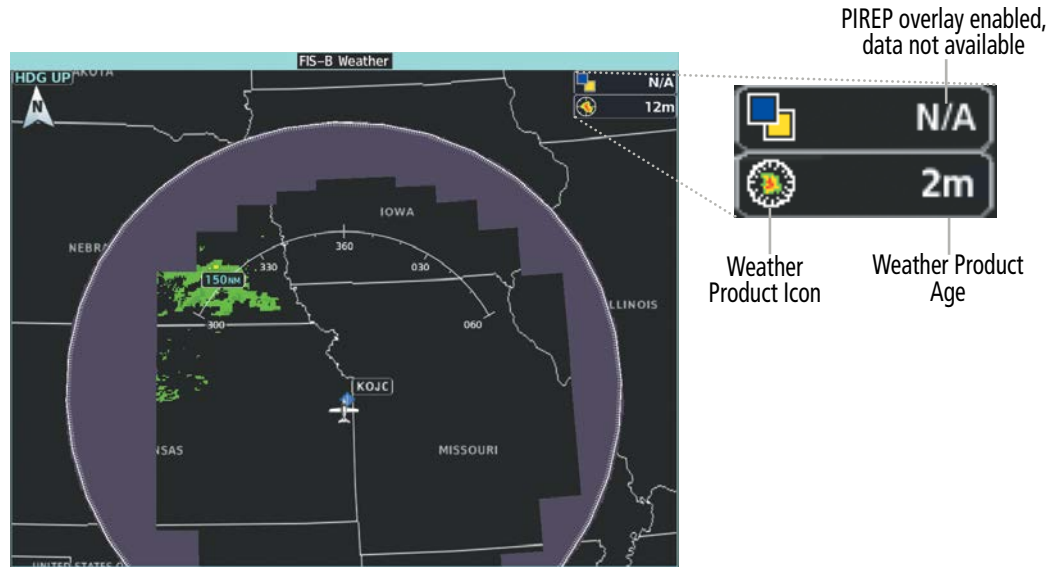 PIREP overlay enabled,
data not available
FIS-B Weather
HDG UP
AKOTA
N
N/A
12m
N/A
2m
IOWA
NEBR
360
330
030
150NM
300
060
LLINOIS
Weather
Product Icon
Weather Product
Age
KOJC
NSAS
MISSOURI
UNITED STATES O